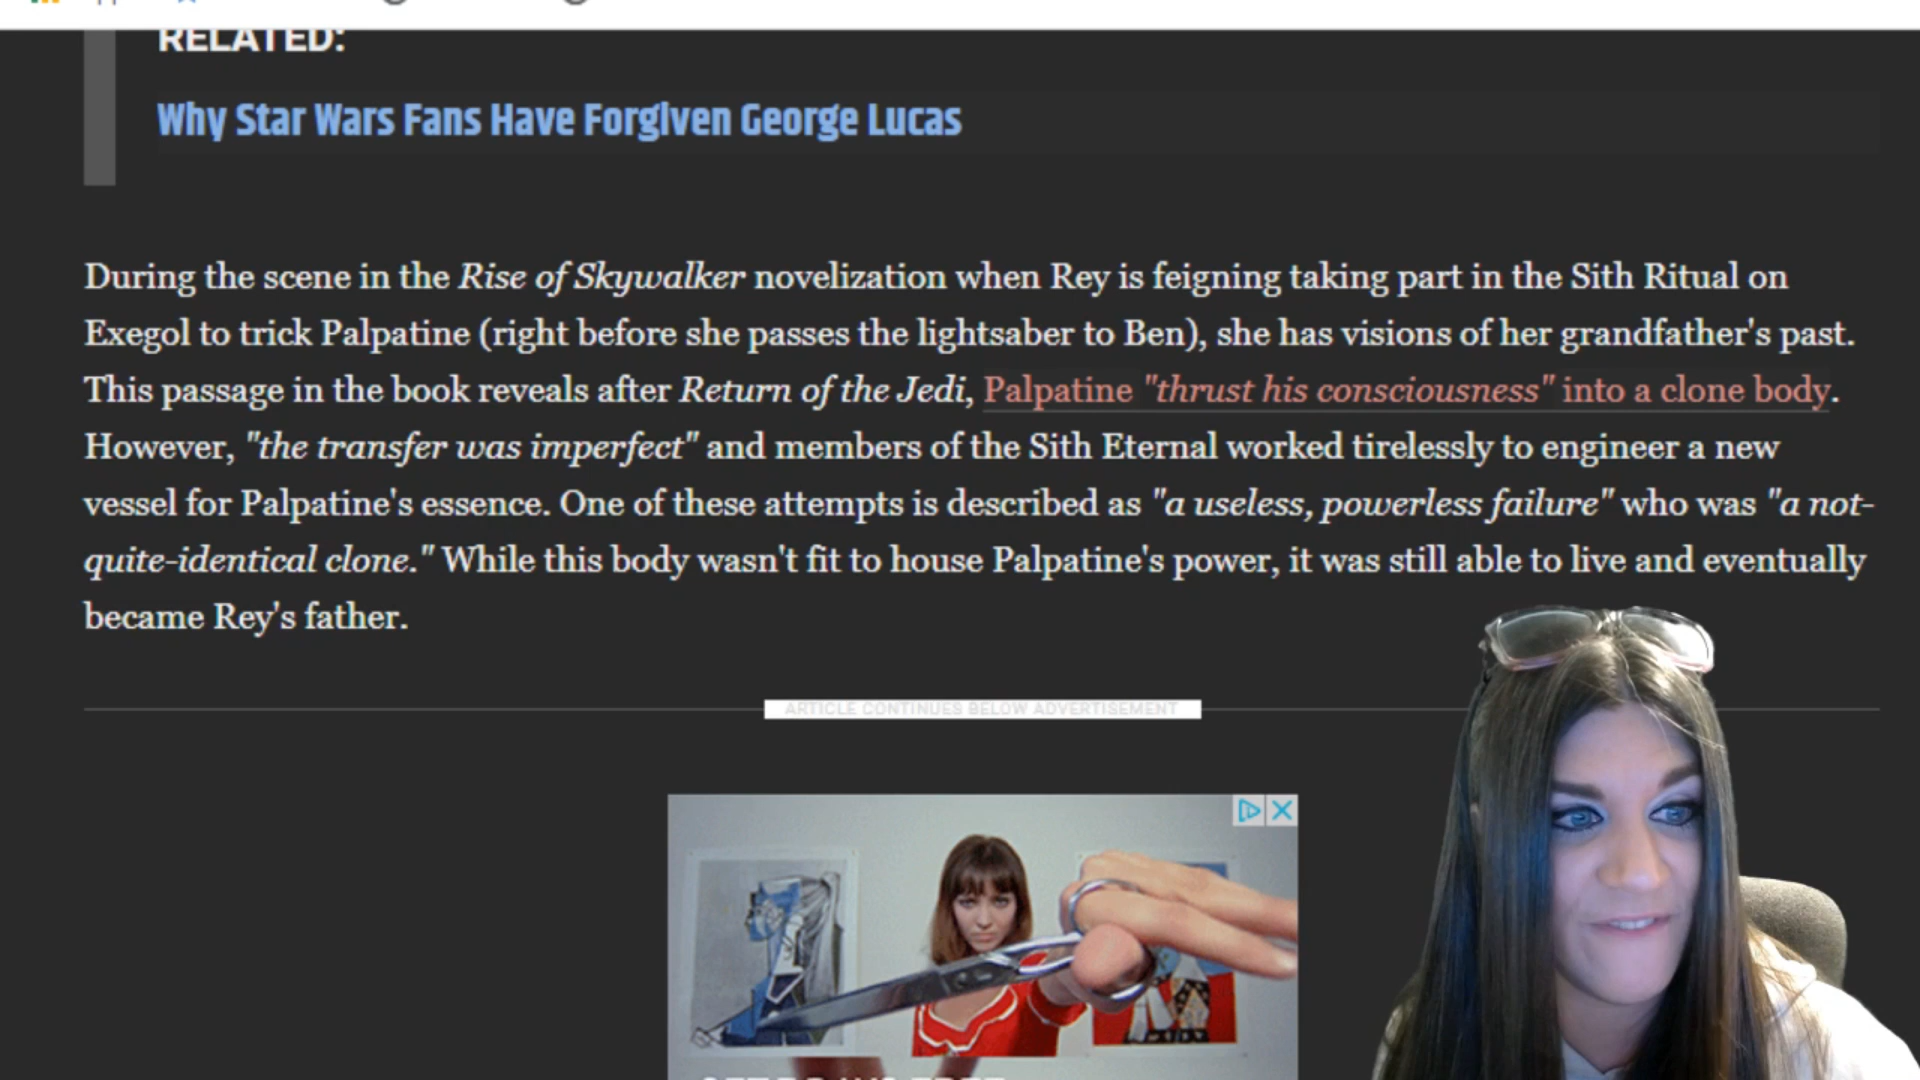 RELATED:
Why Star Wars Fans Have Forgiven George Lucas
During the scene in the Rise of Skywalker novelization when Rey is feigning taking part in the Sith Ritual on
Exegol to trick Palpatine (right before she passes the lightsaber to Ben), she has visions of her grandfather's past.
This passage in the book reveals after Return of the Jedi, Palpatine "thrust his consciousness" into a clone body.
However, "the transfer was imperfect" and members of the Sith Eternal worked tirelessly to engineer a new
vessel for Palpatine's essence. One of these attempts is described as "a useless, powerless failure" who was "a not-
quite-identical clone." While this body wasn't fit to house Palpatine's power, it was still able to live and eventually
became Rey's father.
ARTICLE CONTINUES BELOW ADVERTISEMENT